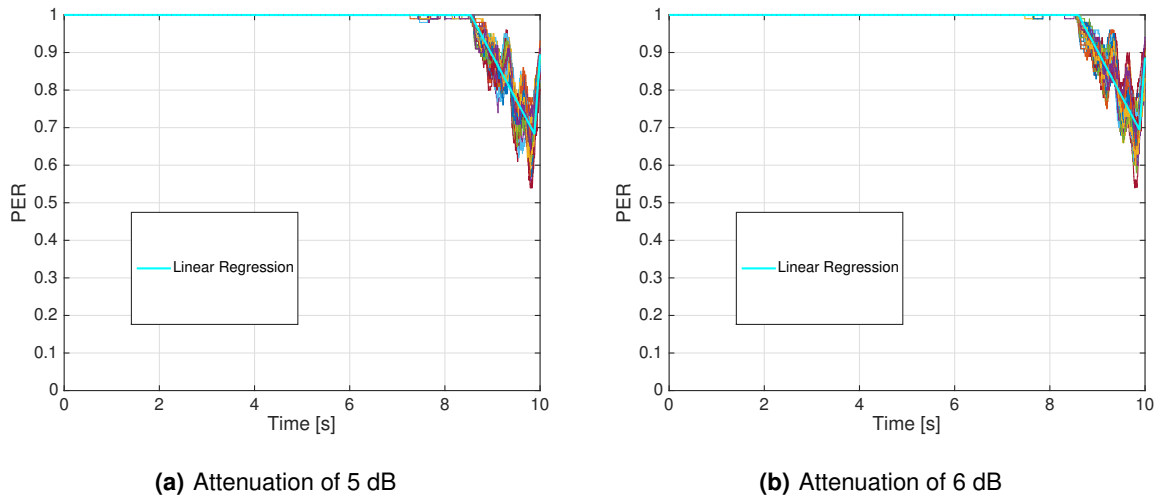 1
0.9
0.8
0.7
0.6
0.5
0.4
0.3
0.2
0.1
0
PER
0 2 4 6 8 10
Time [s]
Linear Regression
(a) Attenuation of 5 dB
1
0.9
0.8
0.7
0.6
0.5
0.4
0.3
0.2
0.1
0
PER
0 2 4 6 8 10
Time [s]
Linear Regression
(b) Attenuation of 6 dB